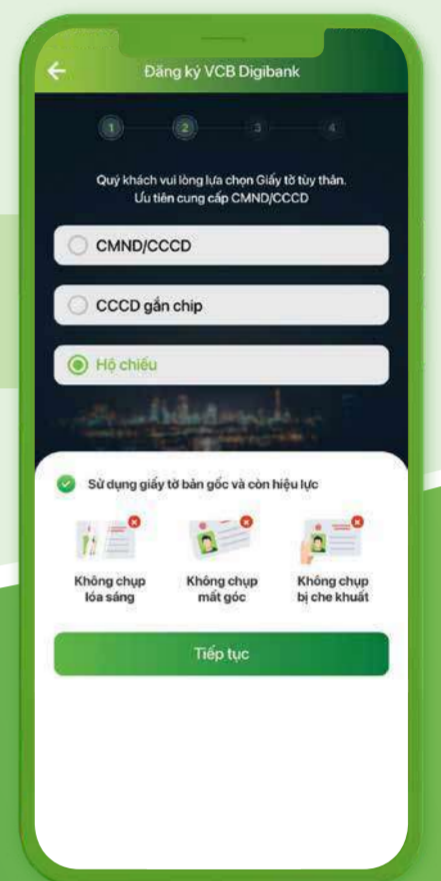 Đăng ký VCB Digibank
1 2 3 4
Quý khách vui lòng lựa chọn Giấy tờ tùy thân.
Ưu tiên cung cấp CMND/CCCD
CMND/CCCD
CCCD gắn chip
Hộ chiếu
Sử dụng giấy tờ bản gốc và còn hiệu lực
Không chụp lóa sáng
Không chụp mất góc
Không chụp bị che khuất
Tiếp tục